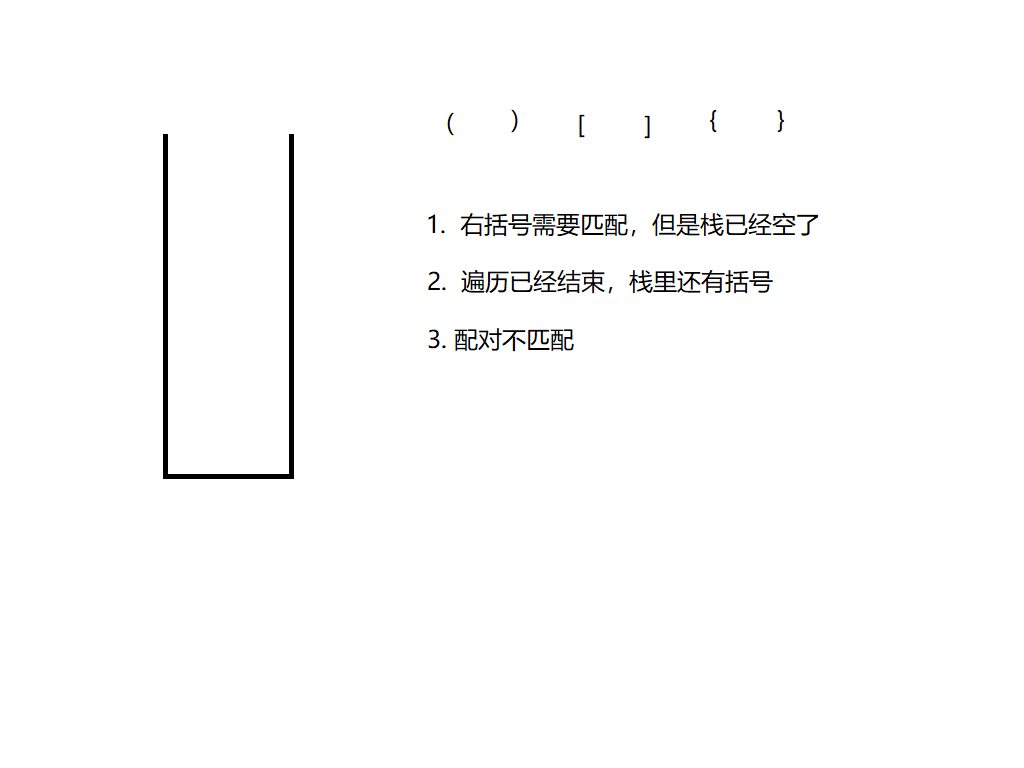 ( ） [ ] { }
1. 右括号需要匹配，但是栈已经空了
2. 遍历已经结束，栈里还有括号
3. 配对不匹配